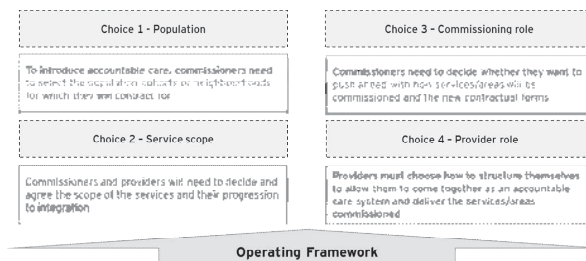 Choice 1 - Population
To introduce accountable care, commissioners need
to select the population cohorts or neighbourhoods
for which they will contract for
Choice 2 – Service scope
Commissioners and providers will need to decide and
agree the scope of the services and their progression
to integration
Choice 3 – Commissioning role
Commissioners need to decide whether they want to
push ahead with how services/areas will be
commissioned and the new contractual forms
Choice 4 – Provider role
Providers must choose how to structure themselves
to allow them to come together as an accountable
care system and deliver the services/areas
commissioned
Operating Framework